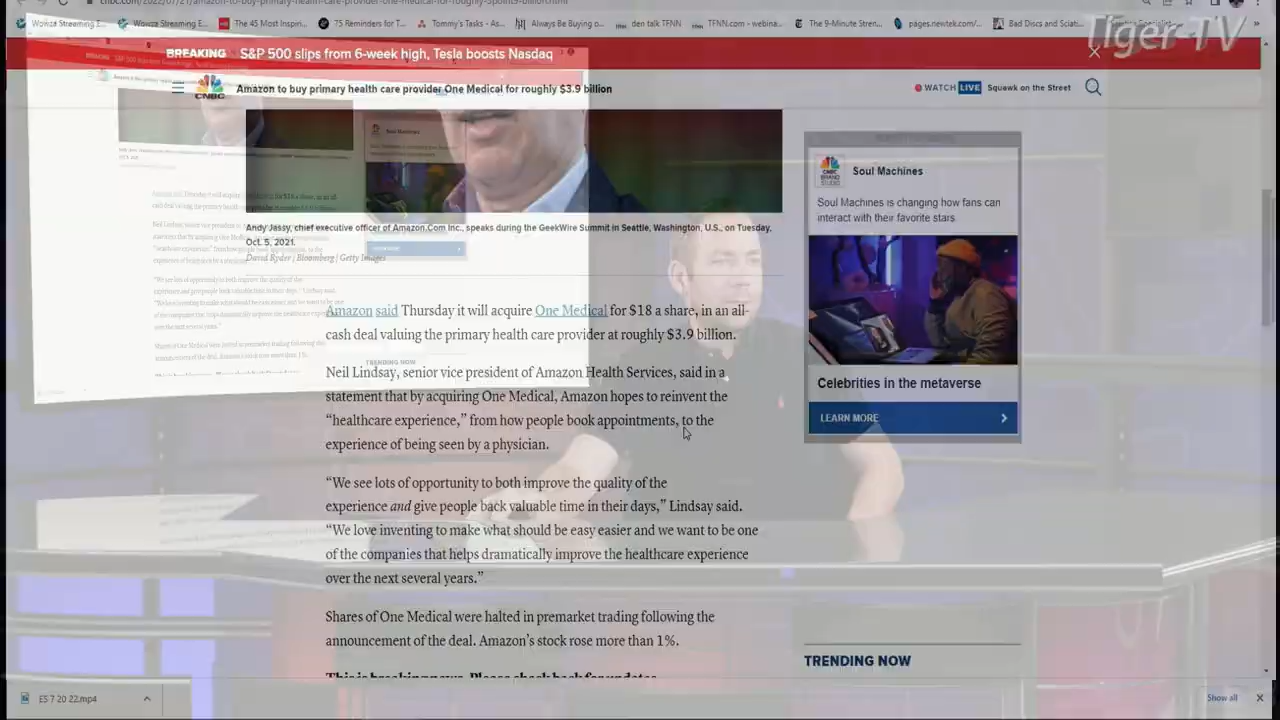 cnbc.com/2022/07/21/amazon-to-buy-primary-health-care-provider-one-medical-for-roughly-3point9-billion.html
Wowza Streaming E... Wowza Streaming E... The 45 Most Inspiri... 75 Reminders for T... Tommy's Tasks - As... Always Be Buying o... den talk TFNN TFNN.com - webina... The 9-Minute Stren... pages.newtek.com/... Bad Discs and Sciati...
Tiger-TV
BREAKING S&P 500 slips from 6-week high, Tesla boosts Nasdaq
CNBC Amazon to buy primary health care provider One Medical for roughly $3.9 billion
WATCH LIVE Squawk on the Street
Andy Jassy, chief executive officer of Amazon.Com Inc., speaks during the GeekWire Summit in Seattle, Washington, U.S., on Tuesday,
Oct. 5, 2021.
David Ryder | Bloomberg | Getty Images
Amazon said Thursday it will acquire One Medical for $18 a share, in an all-
cash deal valuing the primary health care provider at roughly $3.9 billion.
TRENDING NOW
Neil Lindsay, senior vice president of Amazon Health Services, said in a
statement that by acquiring One Medical, Amazon hopes to reinvent the
“healthcare experience,” from how people book appointments, to the
experience of being seen by a physician.
“We see lots of opportunity to both improve the quality of the
experience and give people back valuable time in their days,” Lindsay said.
“We love inventing to make what should be easy easier and we want to be one
of the companies that helps dramatically improve the healthcare experience
over the next several years.”
Shares of One Medical were halted in premarket trading following the
announcement of the deal. Amazon’s stock rose more than 1%.
This is breaking news. Please check back for updates.
CNBC BRAND STUDIO
Soul Machines
Soul Machines is changing how fans can
interact with their favorite stars
Celebrities in the metaverse
LEARN MORE
TRENDING NOW
ES 7 20 22.mp4
Show all